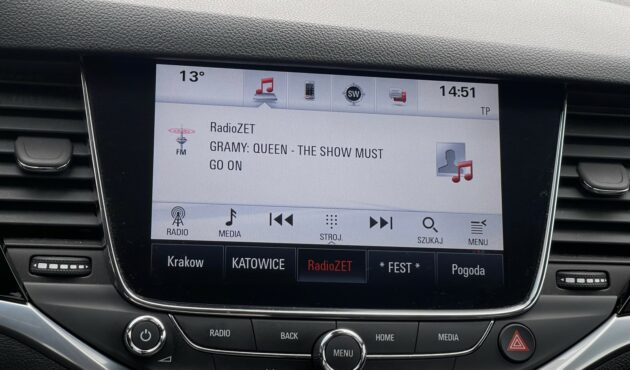 13°
SW
14:51
TP
FM
RadioZET
GRAMY: QUEEN - THE SHOW MUST
GO ON
RADIO
MEDIA
STROJ.
SZUKAJ
MENU
Krakow
KATOWICE
RadioZET
* FEST *
Pogoda
RADIO
BACK
MENU
HOME
MEDIA